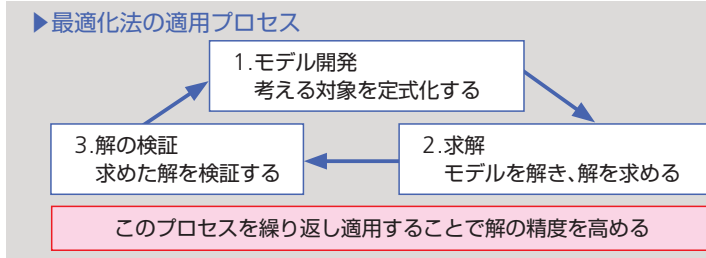 ▶最適化法の適用プロセス
1.モデル開発
考える対象を定式化する
3.解の検証
求めた解を検証する
2.求解
モデルを解き、解を求める
このプロセスを繰り返し適用することで解の精度を高める